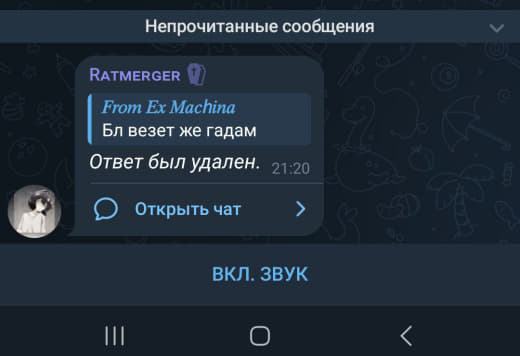 Непрочитанные сообщения
RATMERGER
From Ex Machina
Бл везет же гадам
Ответ был удален. 21:20
Открыть чат
ВКЛ. ЗВУК